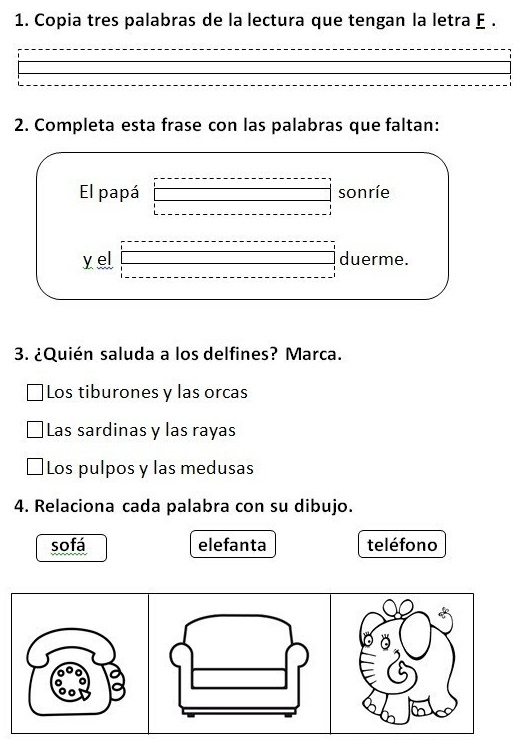 1. Copia tres palabras de la lectura que tengan la letra F .
2. Completa esta frase con las palabras que faltan:
El papá sonríe
y el duerme.
3. ¿Quién saluda a los delfines? Marca.
Los tiburones y las orcas
Las sardinas y las rayas
Los pulpos y las medusas
4. Relaciona cada palabra con su dibujo.
sofá elefanta teléfono